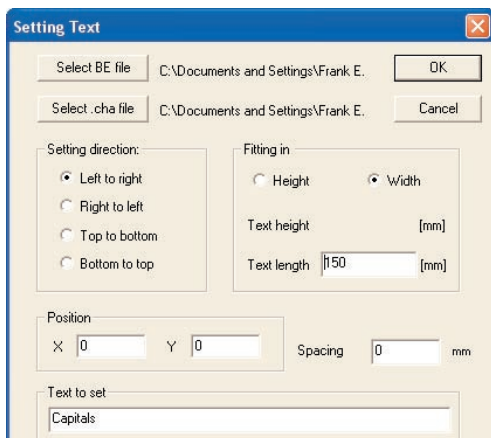 Setting Text
Select BE file C:\Documents and Settings\Frank E. OK
Select .cha file C:\Documents and Settings\Frank E. Cancel
Setting direction:
Left to right
Right to left
Top to bottom
Bottom to top
Fitting in
Height Width
Text height [mm]
Text length 150 [mm]
Position
X 0 Y 0
Spacing 0 mm
Text to set
Capitals